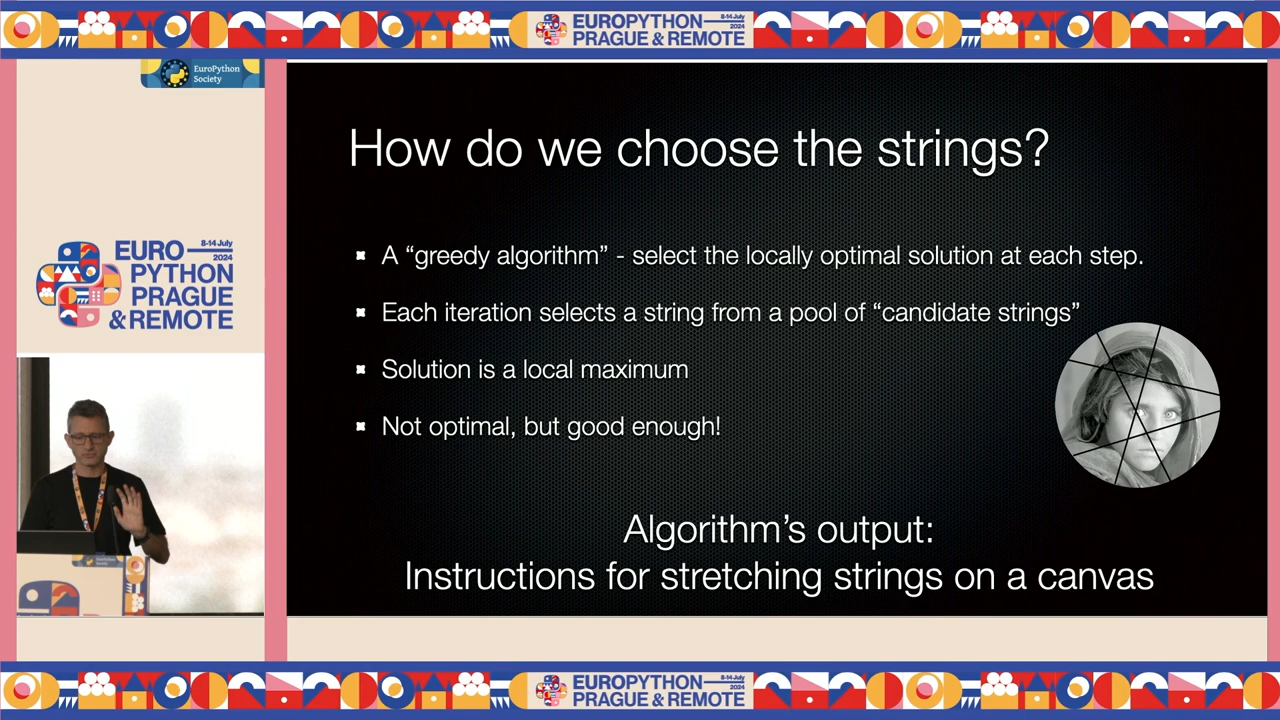 EUROPYTHON
8-14 July
2024
PRAGUE & REMOTE
EuroPython
Society
EURO
8-14 July
2024
PYTHON
PRAGUE
& REMOTE
How do we choose the strings?
A “greedy algorithm” - select the locally optimal solution at each step.
Each iteration selects a string from a pool of “candidate strings”
Solution is a local maximum
Not optimal, but good enough!
Algorithm’s output:
Instructions for stretching strings on a canvas
EUROPYTHON
8-14 July
2024
PRAGUE & REMOTE